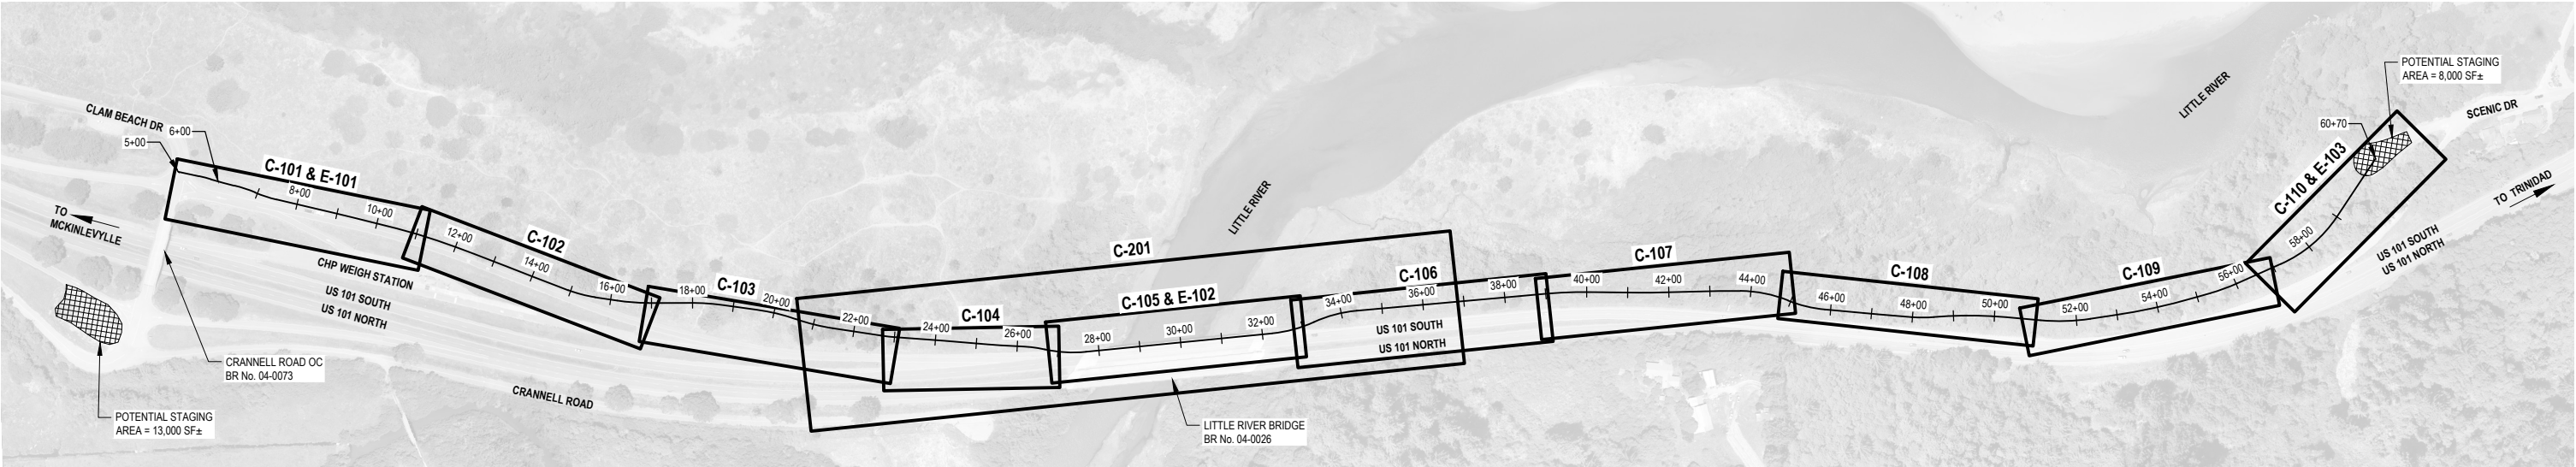 CLAM BEACH DR
5+00
6+00
C-101 & E-101
8+00
10+00
TO
MCKINLEVYLLE
CHP WEIGH STATION
US 101 SOUTH
US 101 NORTH
CRANNELL ROAD OC
BR No. 04-0073
POTENTIAL STAGING
AREA = 13,000 SF±
CRANNELL ROAD
C-102
12+00
14+00
16+00
C-103
18+00
20+00
22+00
C-104
24+00
26+00
C-201
C-105 & E-102
28+00
30+00
32+00
LITTLE RIVER
LITTLE RIVER BRIDGE
BR No. 04-0026
C-106
34+00
36+00
38+00
US 101 SOUTH
US 101 NORTH
C-107
40+00
42+00
44+00
C-108
46+00
48+00
50+00
C-109
52+00
54+00
56+00
C-110 & E-103
58+00
60+70
LITTLE RIVER
POTENTIAL STAGING
AREA = 8,000 SF±
SCENIC DR
TO TRINIDAD
US 101 SOUTH
US 101 NORTH